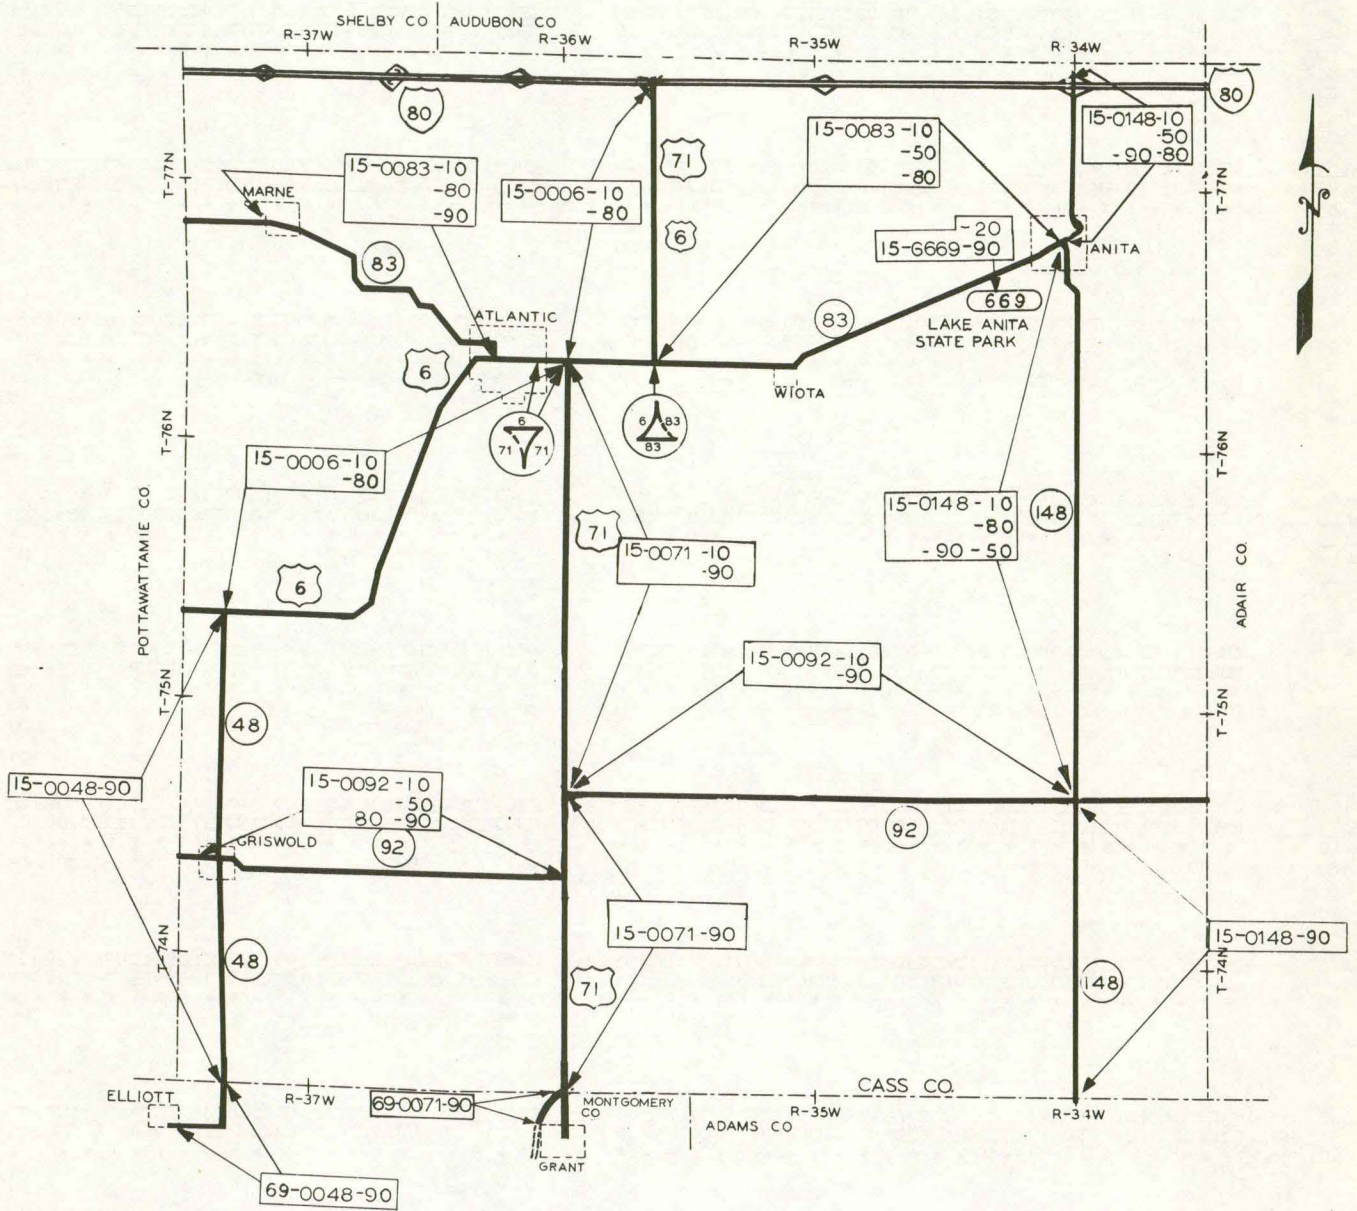 SHELBY CO AUDUBON CO
R-37W
R-36W
R-35W
R-34W
80
80
71
15-0083-10
-50
-80
15-0148-10
-50
-90-80
T-77N
MARNE
15-0083-10
-80
-90
15-0006-10
-80
6
-20
15-G669-90
ANITA
T-77N
83
669
LAKE ANITA
STATE PARK
83
ATLANTIC
6
WIOTA
6
71 71
6 83
83
T-76N
15-0006-10
-80
T-76N
71
15-0071-10
-90
15-0148-10
-80
-90-50
148
POTTAWATTAMIE CO.
6
ADAIR CO.
15-0092-10
-90
T-75N
48
T-75N
15-0048-90
15-0092-10
-50
80 -90
GRISWOLD
92
92
15-0071-90
15-0148-90
T-74N
48
71
148
T-74N
CASS CO.
ELLIOTT
R-37W
69-0071-90
MONTGOMERY
CO
ADAMS CO
R-35W
R-34W
GRANT
69-0048-90